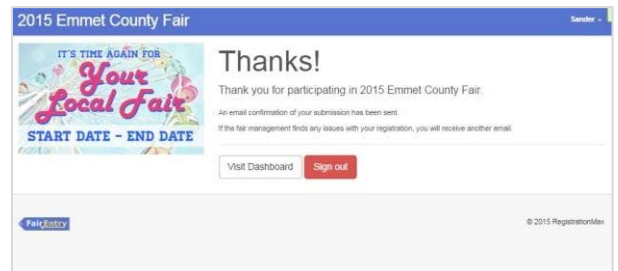 2015 Emmet County Fair
Sander
IT'S TIME AGAIN FOR
Your
Local Fair
START DATE - END DATE
Thanks!
Thank you for participating in 2015 Emmet County Fair.
An email confirmation of your submission has been sent.
If the fair management finds any issues with your registration, you will receive another email.
Visit Dashboard
Sign out
FairEntry
© 2015 RegistrationMax